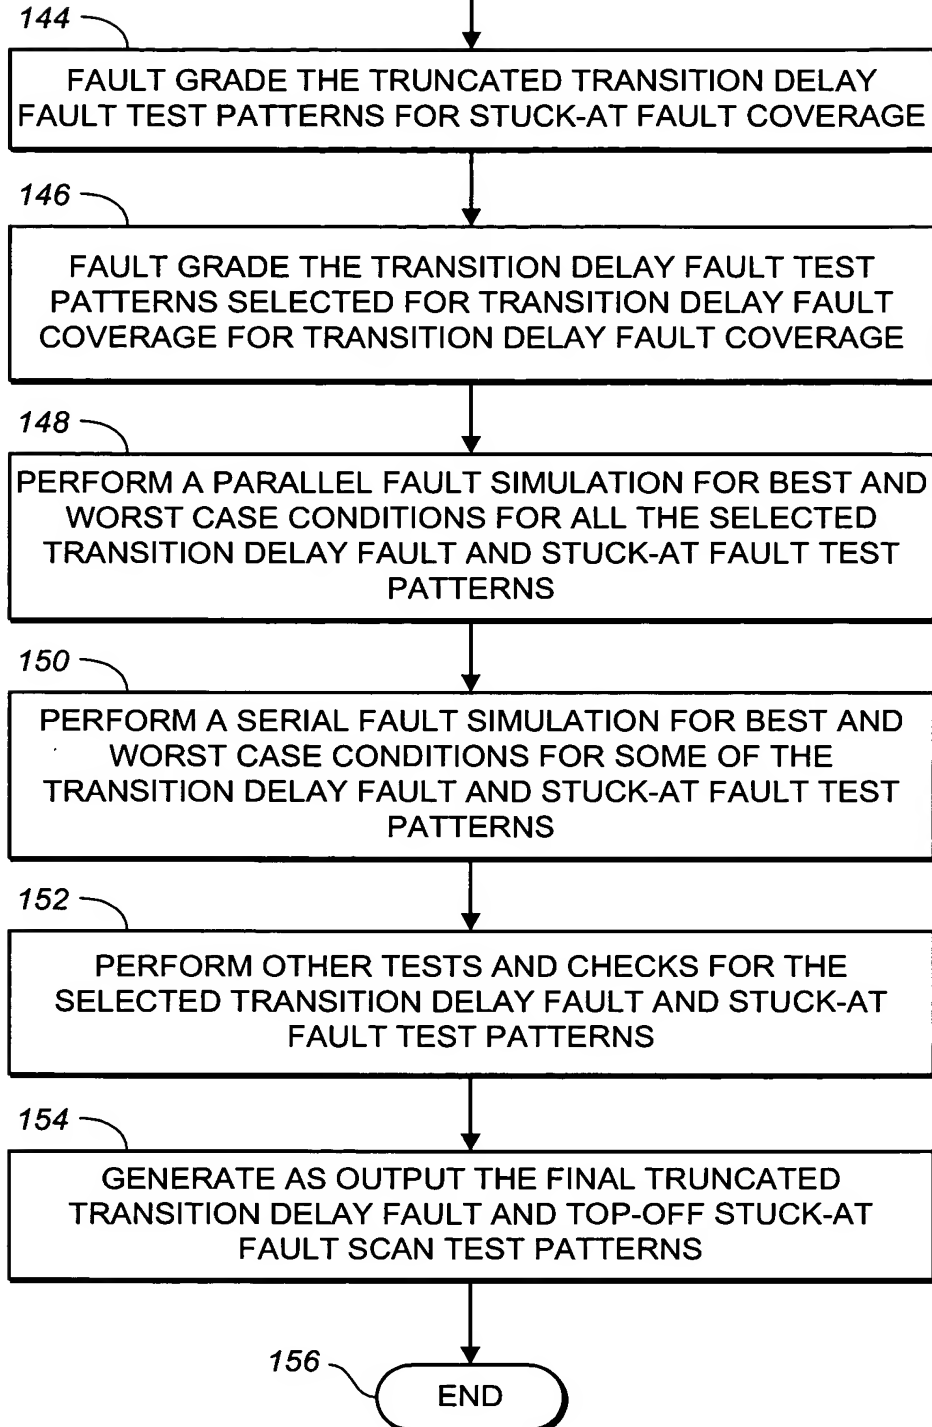 144
FAULT GRADE THE TRUNCATED TRANSITION DELAY
FAULT TEST PATTERNS FOR STUCK-AT FAULT COVERAGE
146
FAULT GRADE THE TRANSITION DELAY FAULT TEST
PATTERNS SELECTED FOR TRANSITION DELAY FAULT
COVERAGE FOR TRANSITION DELAY FAULT COVERAGE
148
PERFORM A PARALLEL FAULT SIMULATION FOR BEST AND
WORST CASE CONDITIONS FOR ALL THE SELECTED
TRANSITION DELAY FAULT AND STUCK-AT FAULT TEST
PATTERNS
150
PERFORM A SERIAL FAULT SIMULATION FOR BEST AND
WORST CASE CONDITIONS FOR SOME OF THE
TRANSITION DELAY FAULT AND STUCK-AT FAULT TEST
PATTERNS
152
PERFORM OTHER TESTS AND CHECKS FOR THE
SELECTED TRANSITION DELAY FAULT AND STUCK-AT
FAULT TEST PATTERNS
154
GENERATE AS OUTPUT THE FINAL TRUNCATED
TRANSITION DELAY FAULT AND TOP-OFF STUCK-AT
FAULT SCAN TEST PATTERNS
156
END